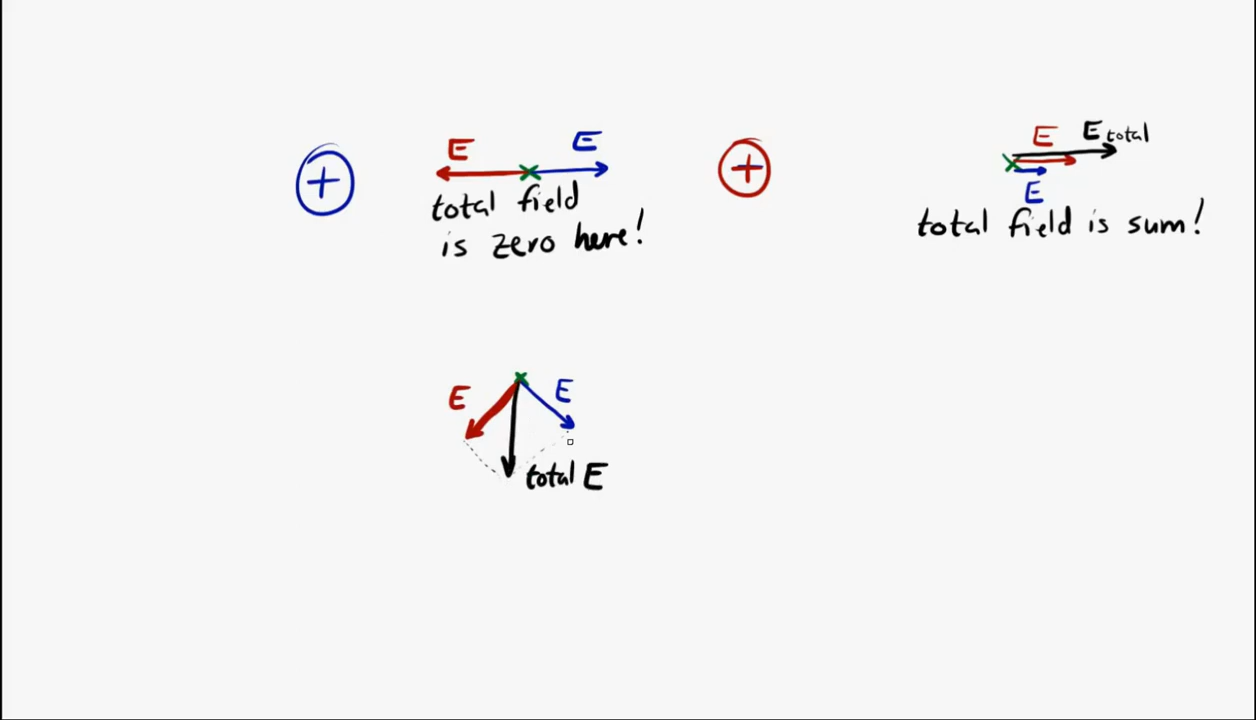 E E
+ total field + E E total
is zero here! E
total field is sum!
E E
total E